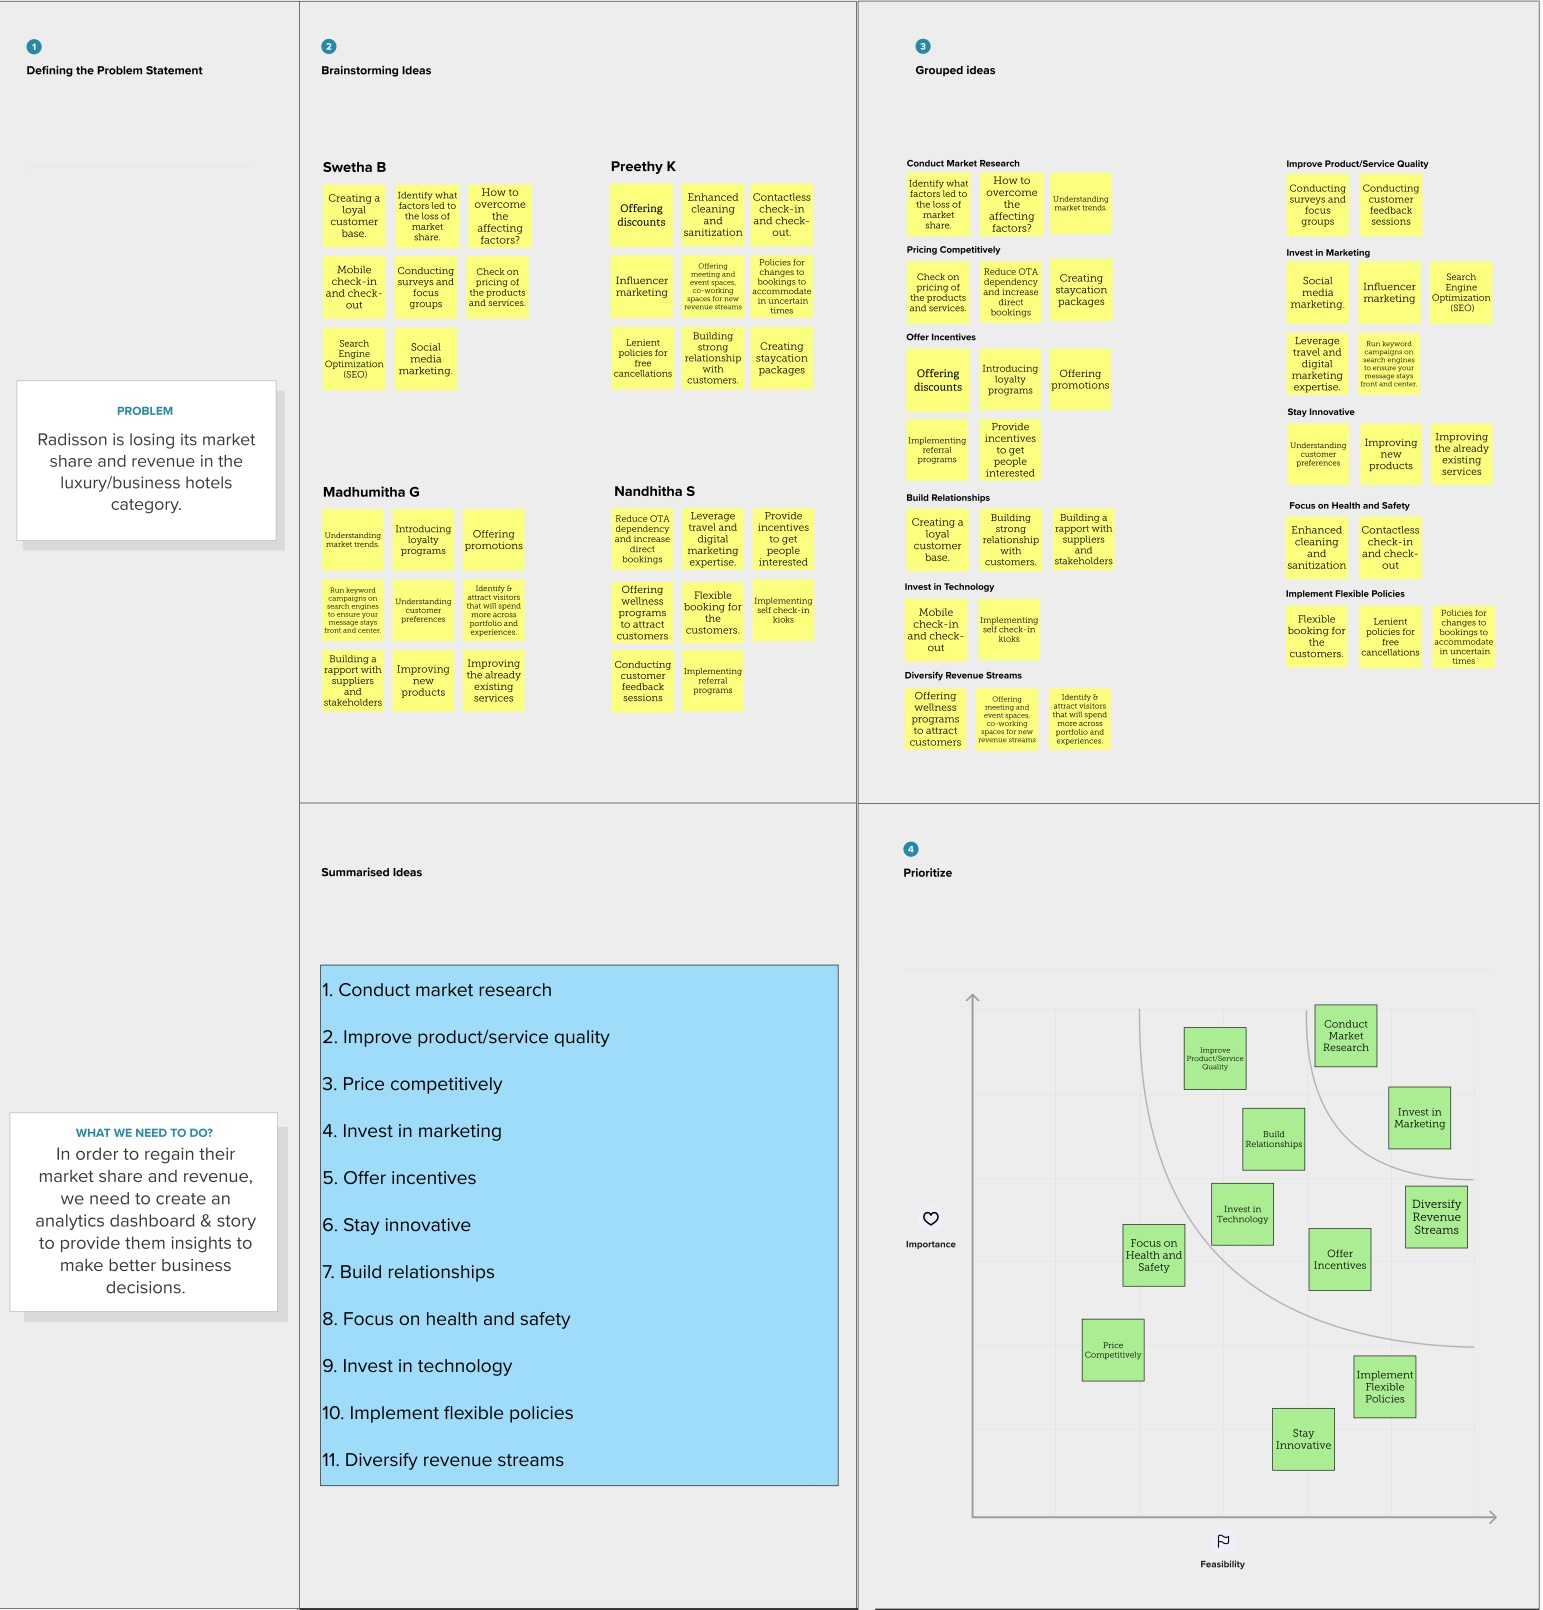 1
Defining the Problem Statement
PROBLEM
Radisson is losing its market
share and revenue in the
luxury/business hotels
category.
WHAT WE NEED TO DO?
In order to regain their
market share and revenue,
we need to create an
analytics dashboard & story
to provide them insights to
make better business
decisions.
2
Brainstorming Ideas
Swetha B
Creating a
loyal
customer
base.
Identify what
factors led to
the loss of
market
share.
How to
overcome
the
affecting
factors?
Mobile
check-in
and check-
out
Conducting
surveys and
focus
groups
Check on
pricing of
the products
and services.
Search
Engine
Optimization
(SEO)
Social
media
marketing.
Preethy K
Offering
discounts
Enhanced
cleaning
and
sanitization
Contactless
check-in
and check-
out.
Influencer
marketing
Offering
meeting and
event spaces,
co-working
spaces for new
revenue streams
Policies for
changes to
bookings to
accommodate
in uncertain
times
Lenient
policies for
free
cancellations
Building
strong
relationship
with
customers.
Creating
staycation
packages
Madhumitha G
Understanding
market trends.
Introducing
loyalty
programs
Offering
promotions
Run keyword
campaigns on
search engines
to ensure your
message stays
front and center.
Understanding
customer
preferences
Identify &
attract visitors
that will spend
more across
portfolio and
experiences.
Building a
rapport with
suppliers
and
stakeholders
Improving
new
products
Improving
the already
existing
services
Nandhitha S
Reduce OTA
dependency
and increase
direct
bookings
Leverage
travel and
digital
marketing
expertise.
Provide
incentives
to get
people
interested
Offering
wellness
programs
to attract
customers
Flexible
booking for
the
customers.
Implementing
self check-in
kioks
Conducting
customer
feedback
sessions
Implementing
referral
programs
3
Grouped ideas
Conduct Market Research
Identify what
factors led to
the loss of
market
share.
How to
overcome
the
affecting
factors?
Understanding
market trends.
Pricing Competitively
Check on
pricing of
the products
and services.
Reduce OTA
dependency
and increase
direct
bookings
Creating
staycation
packages
Offer Incentives
Offering
discounts
Introducing
loyalty
programs
Offering
promotions
Implementing
referral
programs
Provide
incentives
to get
people
interested
Build Relationships
Creating a
loyal
customer
base.
Building
strong
relationship
with
customers.
Building a
rapport with
suppliers
and
stakeholders
Invest in Technology
Mobile
check-in
and check-
out
Implementing
self check-in
kioks
Diversify Revenue Streams
Offering
wellness
programs
to attract
customers
Offering
meeting and
event spaces,
co-working
spaces for new
revenue streams
Identify &
attract visitors
that will spend
more across
portfolio and
experiences.
Improve Product/Service Quality
Conducting
surveys and
focus
groups
Conducting
customer
feedback
sessions
Invest in Marketing
Social
media
marketing.
Influencer
marketing
Search
Engine
Optimization
(SEO)
Leverage
travel and
digital
marketing
expertise.
Run keyword
campaigns on
search engines
to ensure your
message stays
front and center.
Stay Innovative
Understanding
customer
preferences
Improving
new
products
Improving
the already
existing
services
Focus on Health and Safety
Enhanced
cleaning
and
sanitization
Contactless
check-in
and check-
out
Implement Flexible Policies
Flexible
booking for
the
customers.
Lenient
policies for
free
cancellations
Policies for
changes to
bookings to
accommodate
in uncertain
times
Summarised Ideas
1. Conduct market research
2. Improve product/service quality
3. Price competitively
4. Invest in marketing
5. Offer incentives
6. Stay innovative
7. Build relationships
8. Focus on health and safety
9. Invest in technology
10. Implement flexible policies
11. Diversify revenue streams
4
Prioritize
Conduct
Market
Research
Improve
Product/Service
Quality
Invest in
Marketing
Build
Relationships
Invest in
Technology
Diversify
Revenue
Streams
Focus on
Health and
Safety
Offer
Incentives
Importance
Price
Competitively
Implement
Flexible
Policies
Stay
Innovative
Feasibility